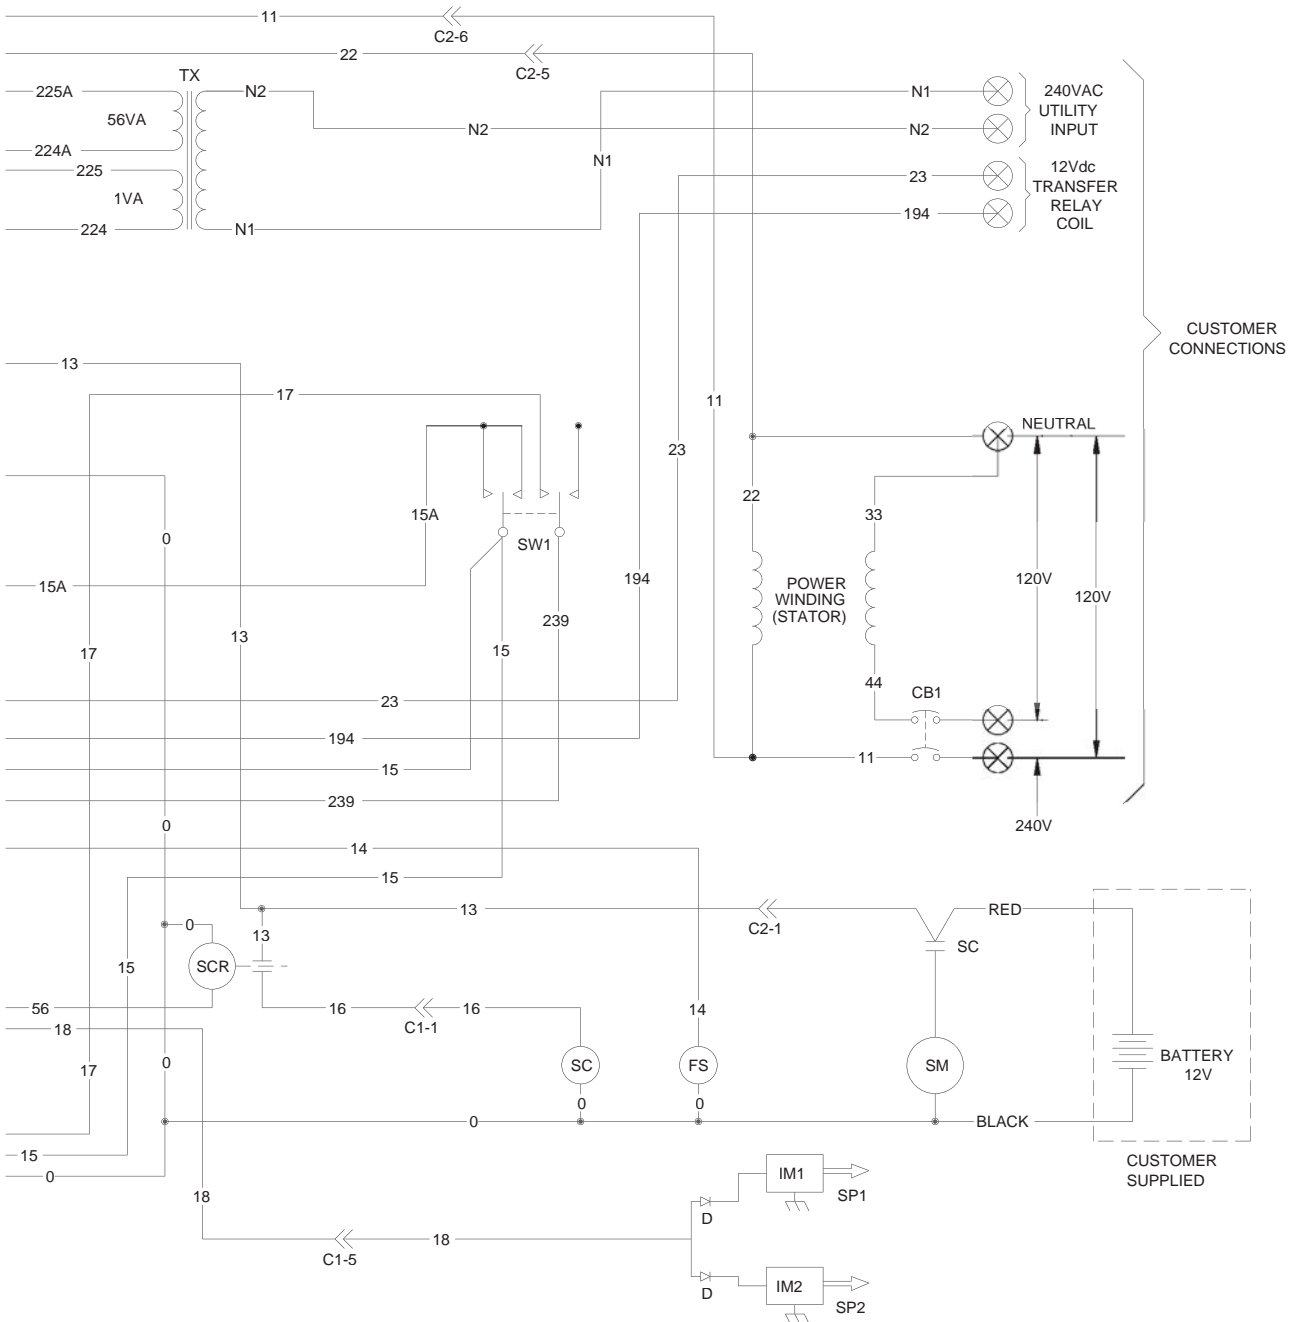 11
C2-6
22
C2-5
TX
225A
N2
56VA
224A
225
1VA
224
N1
N2
N1
N1
N2
23
194
240VAC
UTILITY
INPUT
12Vdc
TRANSFER
RELAY
COIL
CUSTOMER
CONNECTIONS
13
17
11
NEUTRAL
23
22
33
15A
0
SW1
15A
194
120V
120V
POWER
WINDING
(STATOR)
239
13
15
17
44
CB1
23
194
15
11
239
240V
0
14
15
13
C2-1
RED
0
13
SC
15
SCR
56
16
16
18
C1-1
14
17
0
SC
FS
SM
BATTERY
12V
0
0
0
BLACK
15
0
CUSTOMER
SUPPLIED
IM1
SP1
18
D
18
C1-5
D
IM2
SP2